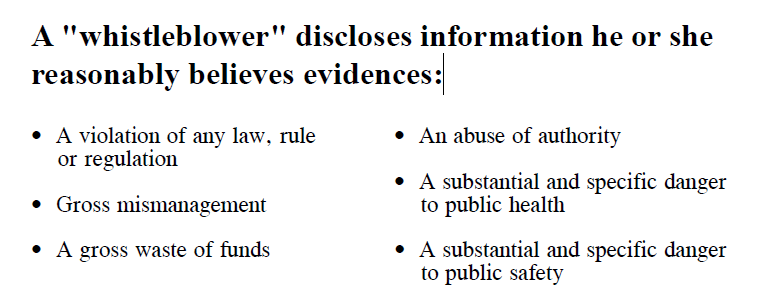 A "whistleblower" discloses information he or she
reasonably believes evidences:
• A violation of any law, rule
or regulation
• Gross mismanagement
• A gross waste of funds
• An abuse of authority
• A substantial and specific danger
to public health
• A substantial and specific danger
to public safety